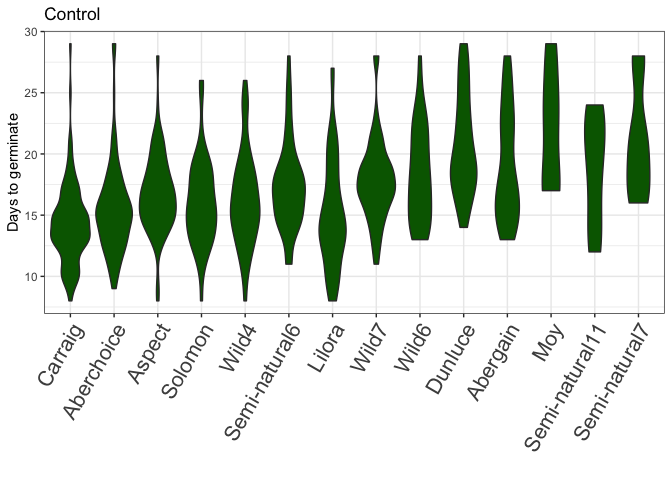 Control
Days to germinate
30
25
20
15
10
Carraig
Aberchoice
Aspect
Solomon
Wild4
Semi-natural6
Lilora
Wild7
Wild6
Dunluce
Abergain
Moy
Semi-natural11
Semi-natural7